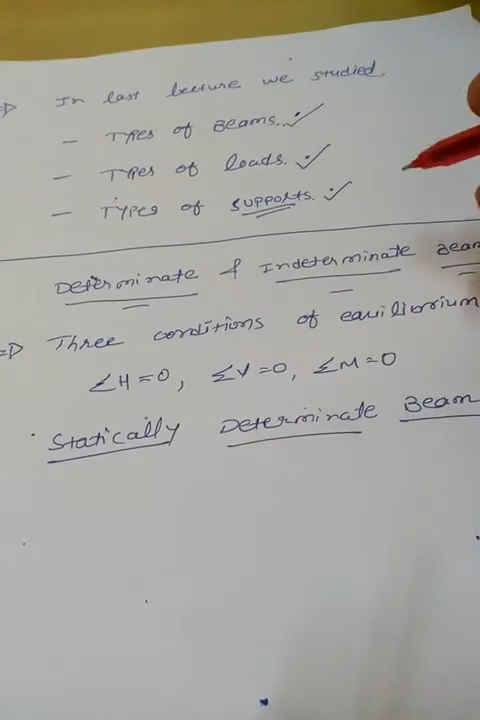 => In last lecture we studied
- Types of Beams.
- Types of loads.
- Types of supports.
Determinate & Indeterminate Beam
=> Three conditions of equilibrium
ΣH=0, ΣV=0, ΣM=0
Statically Determinate Beam